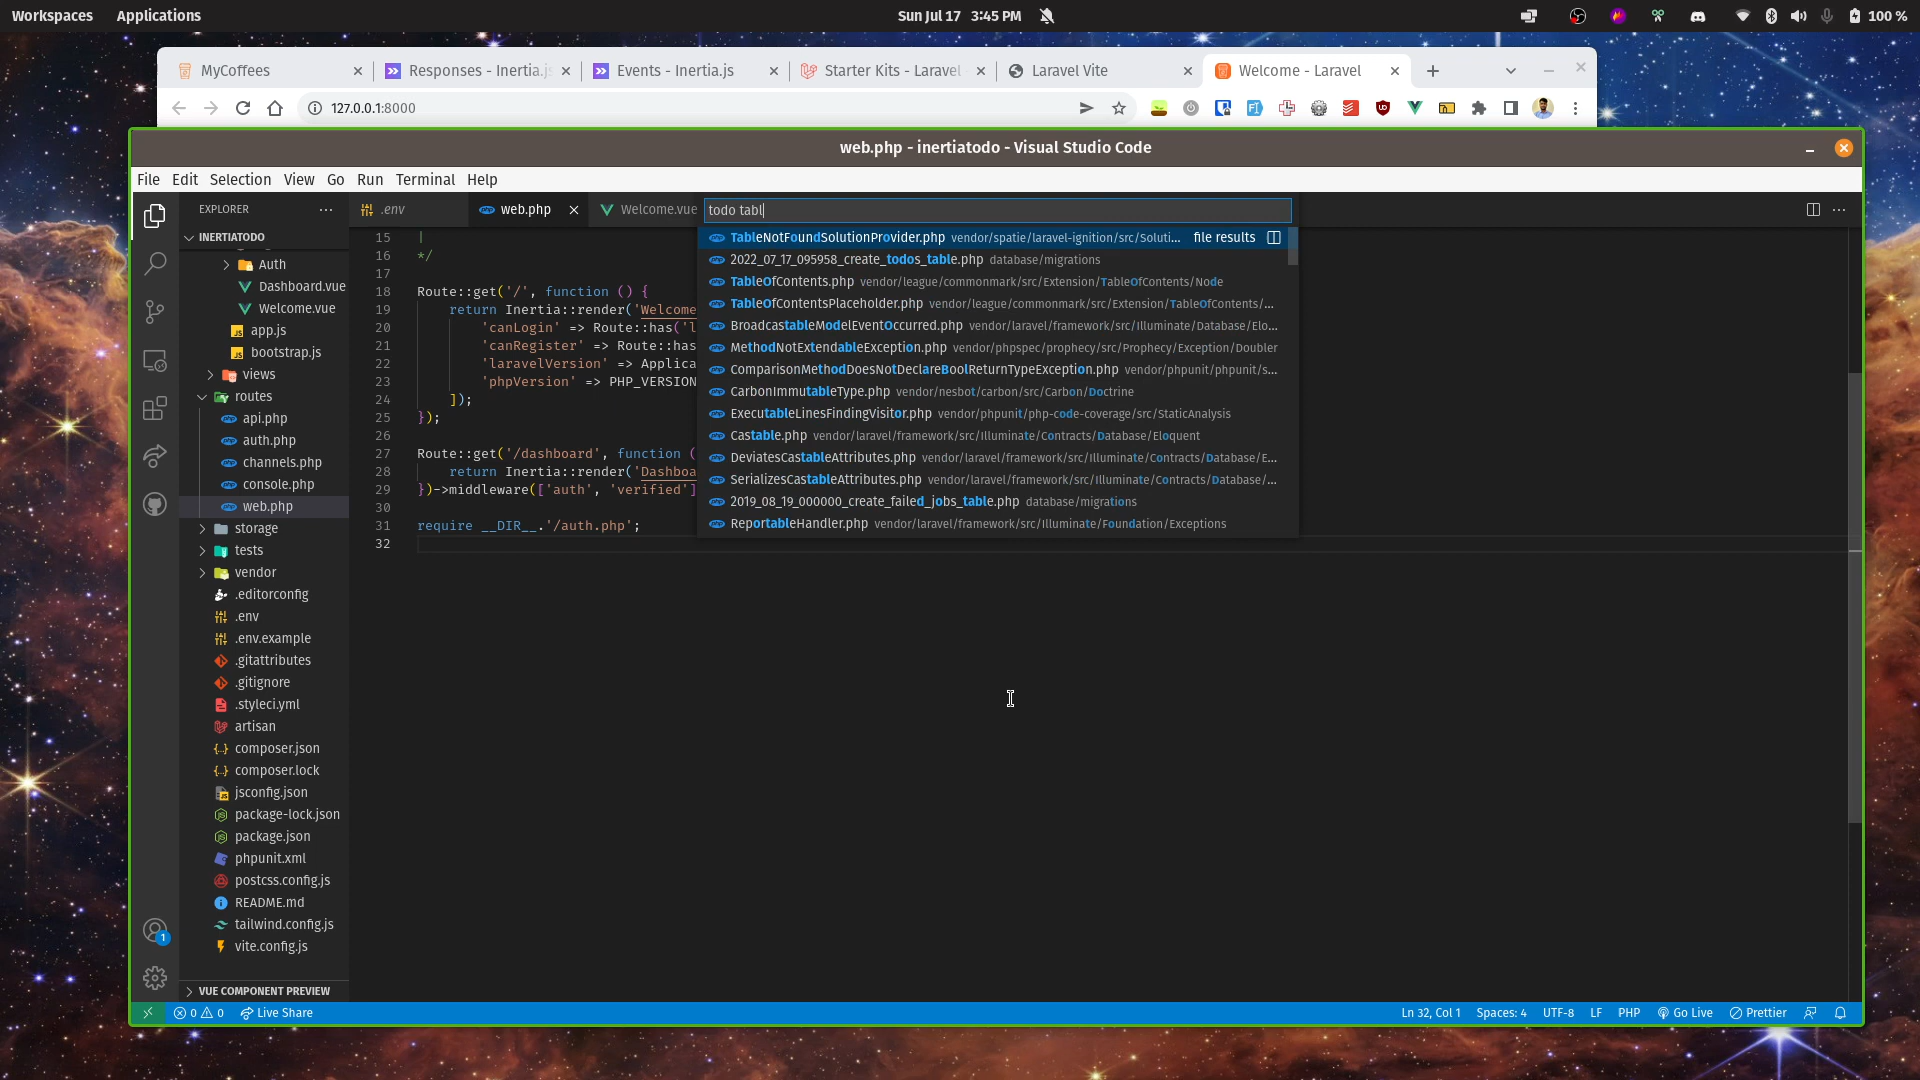 Workspaces Applications Sun Jul 17 3:45 PM 100 %
MyCoffees Responses - Inertia.js Events - Inertia.js Starter Kits - Laravel Laravel Vite Welcome - Laravel
127.0.0.1:8000
web.php - inertiatodo - Visual Studio Code
File Edit Selection View Go Run Terminal Help
EXPLORER
INERTIATODO
Auth
Dashboard.vue
Welcome.vue
app.js
bootstrap.js
views
routes
api.php
auth.php
channels.php
console.php
web.php
storage
tests
vendor
.editorconfig
.env
.env.example
.gitattributes
.gitignore
.styleci.yml
artisan
composer.json
composer.lock
jsconfig.json
package-lock.json
package.json
phpunit.xml
postcss.config.js
README.md
tailwind.config.js
vite.config.js
VUE COMPONENT PREVIEW
.env web.php Welcome.vue
15 |
16 */
17
18 Route::get('/', function () {
19 return Inertia::render('Welcome
20 'canLogin' => Route::has('l
21 'canRegister' => Route::has
22 'laravelVersion' => Applica
23 'phpVersion' => PHP_VERSION
24 ]);
25 });
26
27 Route::get('/dashboard', function (
28 return Inertia::render('Dashboa
29 })->middleware(['auth', 'verified']
30
31 require __DIR__.'/auth.php';
32
todo tabl
TableNotFoundSolutionProvider.php vendor/spatie/laravel-ignition/src/Soluti... file results
2022_07_17_095958_create_todos_table.php database/migrations
TableOfContents.php vendor/league/commonmark/src/Extension/TableOfContents/Node
TableOfContentsPlaceholder.php vendor/league/commonmark/src/Extension/TableOfContents/...
BroadcastableModelEventOccurred.php vendor/laravel/framework/src/Illuminate/Database/Elo...
MethodNotExtendableException.php vendor/phpspec/prophecy/src/Prophecy/Exception/Doubler
ComparisonMethodDoesNotDeclareBoolReturnTypeException.php vendor/phpunit/phpunit/s...
CarbonImmutableType.php vendor/nesbot/carbon/src/Carbon/Doctrine
ExecutableLinesFindingVisitor.php vendor/phpunit/php-code-coverage/src/StaticAnalysis
Castable.php vendor/laravel/framework/src/Illuminate/Contracts/Database/Eloquent
DeviatesCastableAttributes.php vendor/laravel/framework/src/Illuminate/Contracts/Database/E...
SerializesCastableAttributes.php vendor/laravel/framework/src/Illuminate/Contracts/Database/...
2019_08_19_000000_create_failed_jobs_table.php database/migrations
ReportableHandler.php vendor/laravel/framework/src/Illuminate/Foundation/Exceptions
1
0 0 Live Share Ln 32, Col 1 Spaces: 4 UTF-8 LF PHP Go Live Prettier